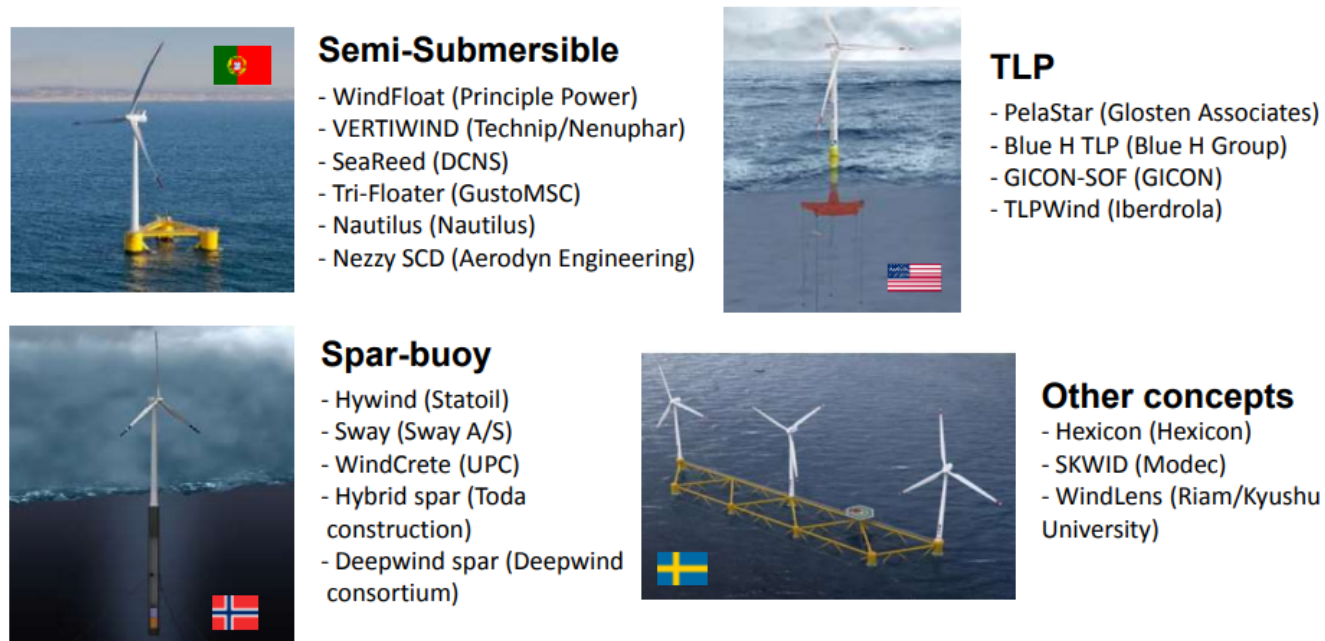 Semi-Submersible
- WindFloat (Principle Power)
- VERTIWIND (Technip/Nenuphar)
- SeaReed (DCNS)
- Tri-Floater (GustoMSC)
- Nautilus (Nautilus)
- Nezzy SCD (Aerodyn Engineering)
TLP
- PelaStar (Glosten Associates)
- Blue H TLP (Blue H Group)
- GICON-SOF (GICON)
- TLPWind (Iberdrola)
Spar-buoy
- Hywind (Statoil)
- Sway (Sway A/S)
- WindCrete (UPC)
- Hybrid spar (Toda
construction)
- Deepwind spar (Deepwind
consortium)
Other concepts
- Hexicon (Hexicon)
- SKWID (Modec)
- WindLens (Riam/Kyushu
University)